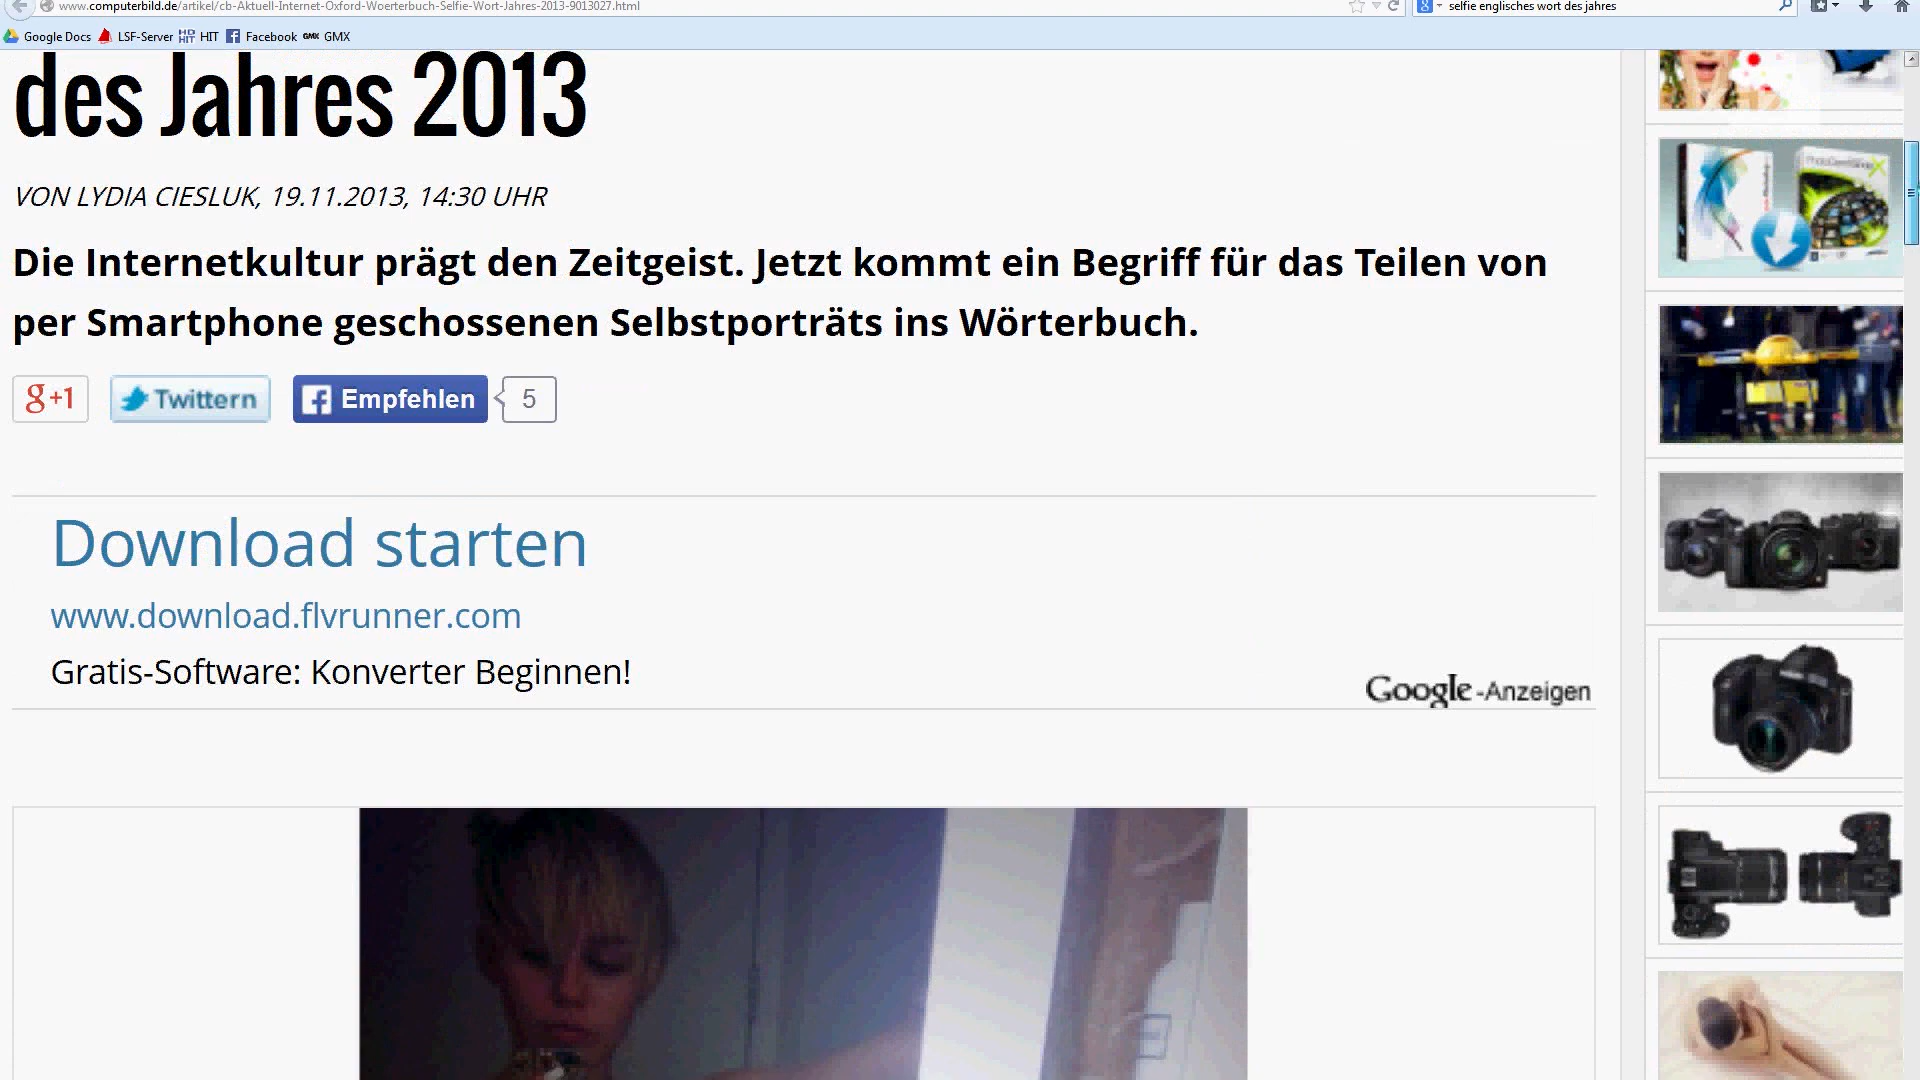 www.computerbild.de/artikel/cb-Aktuell-Internet-Oxford-Woerterbuch-Selfie-Wort-Jahres-2013-9013027.html
selfie englisches wort des jahres
Google Docs LSF-Server HIT Facebook GMX
des Jahres 2013
VON LYDIA CIESLUK, 19.11.2013, 14:30 UHR
Die Internetkultur prägt den Zeitgeist. Jetzt kommt ein Begriff für das Teilen von
per Smartphone geschossenen Selbstporträts ins Wörterbuch.
g+1 Twittern Empfehlen 5
Download starten
www.download.flvrunner.com
Gratis-Software: Konverter Beginnen!
Google-Anzeigen